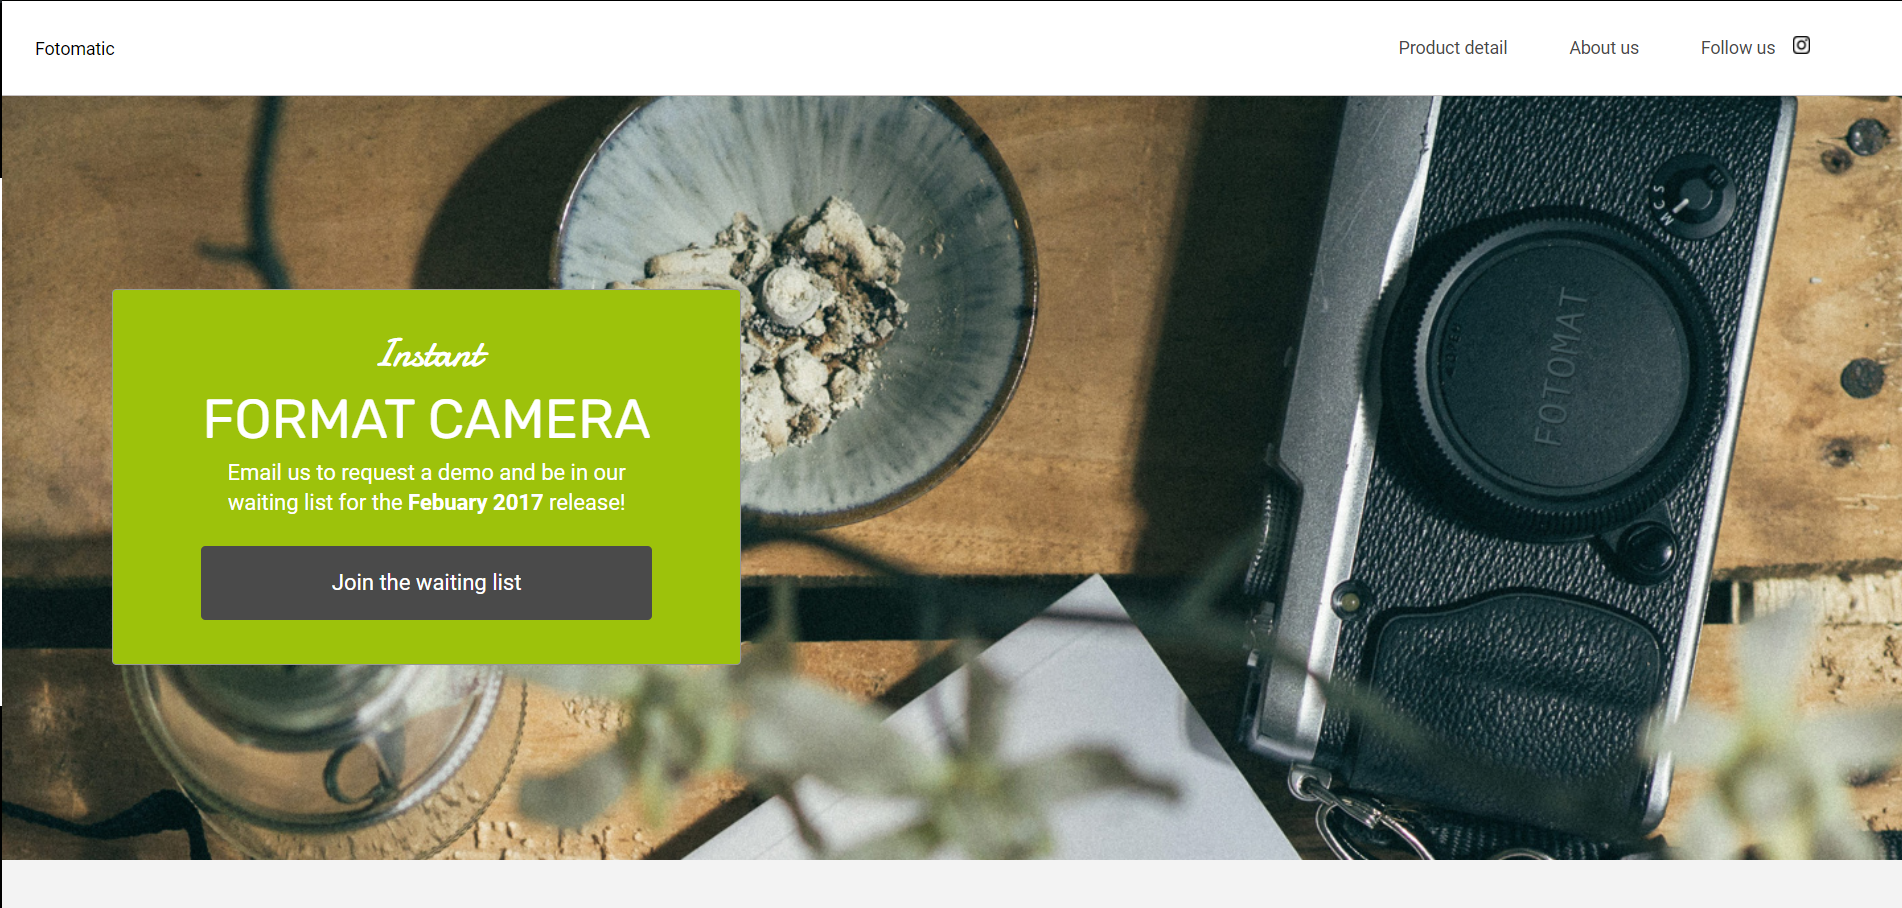 Fotomatic
Product detail
About us
Follow us
Instant
FORMAT CAMERA
Email us to request a demo and be in our
waiting list for the Febuary 2017 release!
Join the waiting list
FOTOMAT
M C S